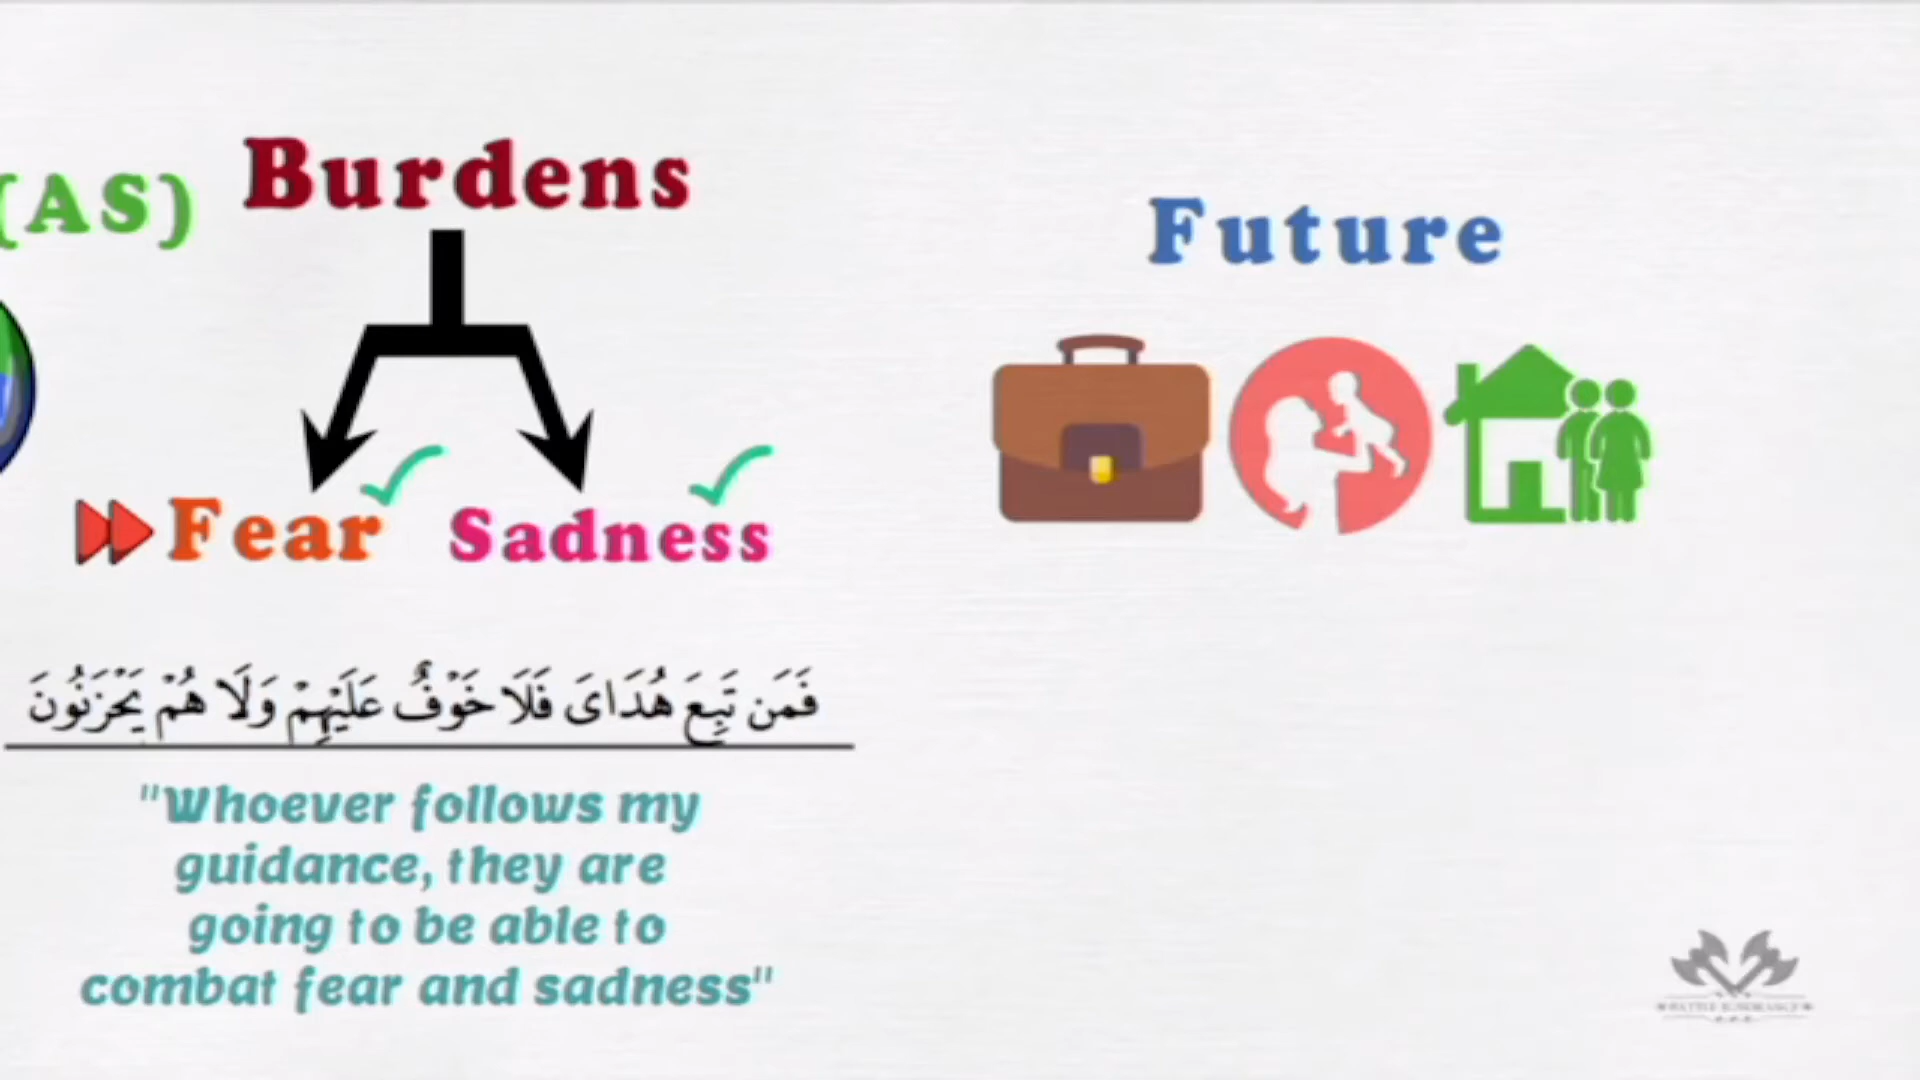 (AS)
Burdens
Future
Fear
Sadness
فَمَن تَبِعَ هُدَاىَ فَلَا خَوْفٌ عَلَيْهِمْ وَلَا هُمْ يَحْزَنُونَ
"Whoever follows my
guidance, they are
going to be able to
combat fear and sadness"